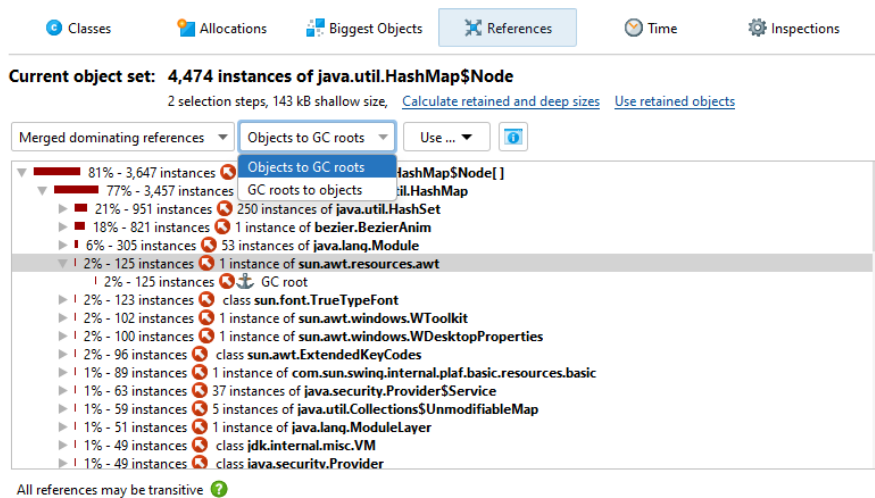 Classes Allocations Biggest Objects References Time Inspections
Current object set: 4,474 instances of java.util.HashMap$Node
2 selection steps, 143 kB shallow size, Calculate retained and deep sizes Use retained objects
Merged dominating references Objects to GC roots Use ...
Objects to GC roots
GC roots to objects
81% - 3,647 instances HashMap$Node[ ]
77% - 3,457 instances til.HashMap
21% - 951 instances 250 instances of java.util.HashSet
18% - 821 instances 1 instance of bezier.BezierAnim
6% - 305 instances 53 instances of java.lang.Module
2% - 125 instances 1 instance of sun.awt.resources.awt
2% - 125 instances GC root
2% - 123 instances class sun.font.TrueTypeFont
2% - 102 instances 1 instance of sun.awt.windows.WToolkit
2% - 100 instances 1 instance of sun.awt.windows.WDesktopProperties
2% - 96 instances class sun.awt.ExtendedKeyCodes
1% - 89 instances 1 instance of com.sun.swing.internal.plaf.basic.resources.basic
1% - 63 instances 37 instances of java.security.Provider$Service
1% - 59 instances 5 instances of java.util.Collections$UnmodifiableMap
1% - 51 instances 1 instance of java.lang.ModuleLayer
1% - 49 instances class jdk.internal.misc.VM
1% - 49 instances class java.security.Provider
All references may be transitive